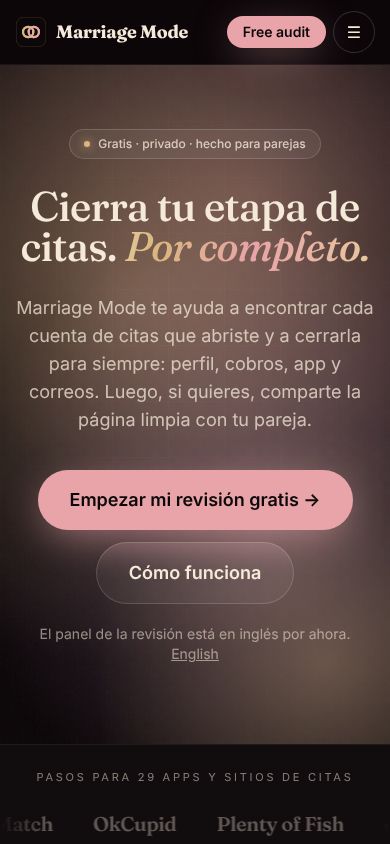 Marriage Mode
Free audit
Gratis · privado · hecho para parejas
Cierra tu etapa de
citas. Por completo.
Marriage Mode te ayuda a encontrar cada
cuenta de citas que abriste y a cerrarla
para siempre: perfil, cobros, app y
correos. Luego, si quieres, comparte la
página limpia con tu pareja.
Empezar mi revisión gratis →
Cómo funciona
El panel de la revisión está en inglés por ahora.
English
PASOS PARA 29 APPS Y SITIOS DE CITAS
Match OkCupid Plenty of Fish